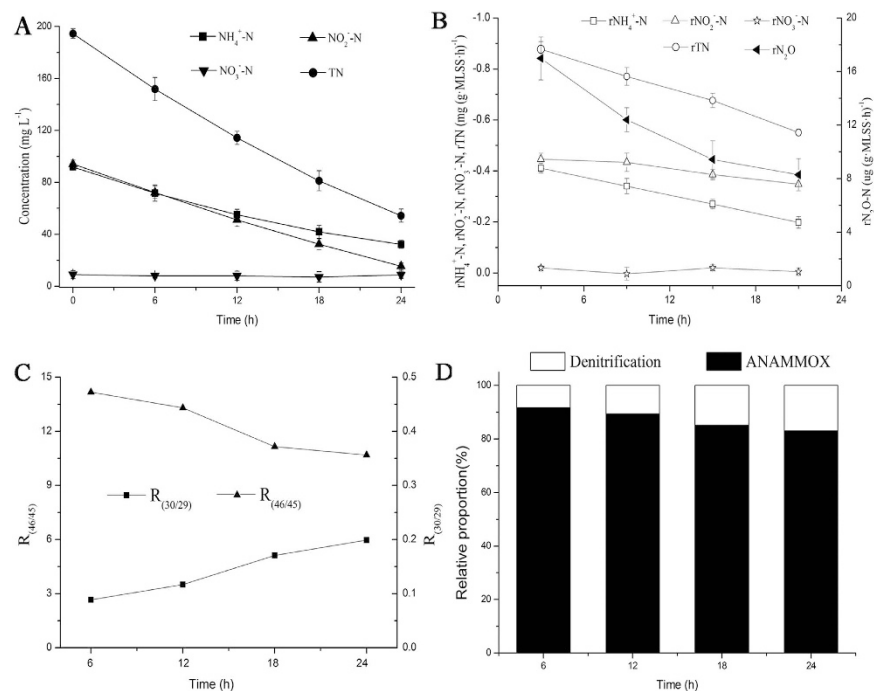 A
NH₄⁺-N NO₂⁻-N
NO₃⁻-N TN
200
160
120
80
40
0
Concentration (mg L⁻¹)
0 6 12 18 24
Time (h)
B
rNH₄⁺-N rNO₂⁻-N rNO₃⁻-N
rTN rN₂O
-1.0
-0.8
-0.6
-0.4
-0.2
0.0
rNH₄⁺-N, rNO₂⁻-N, rNO₃⁻-N, rTN (mg (g·MLSS·h)⁻¹)
20
16
12
8
4
0
rN₂O-N (ug (g·MLSS·h)⁻¹)
0 6 12 18 24
Time (h)
C
15
12
9
6
3
0
R(46/45)
R(30/29) R(46/45)
0.5
0.4
0.3
0.2
0.1
0.0
R(30/29)
6 12 18 24
Time (h)
D
Denitrification ANAMMOX
100
80
60
40
20
0
Relative proportion(%)
6 12 18 24
Time (h)